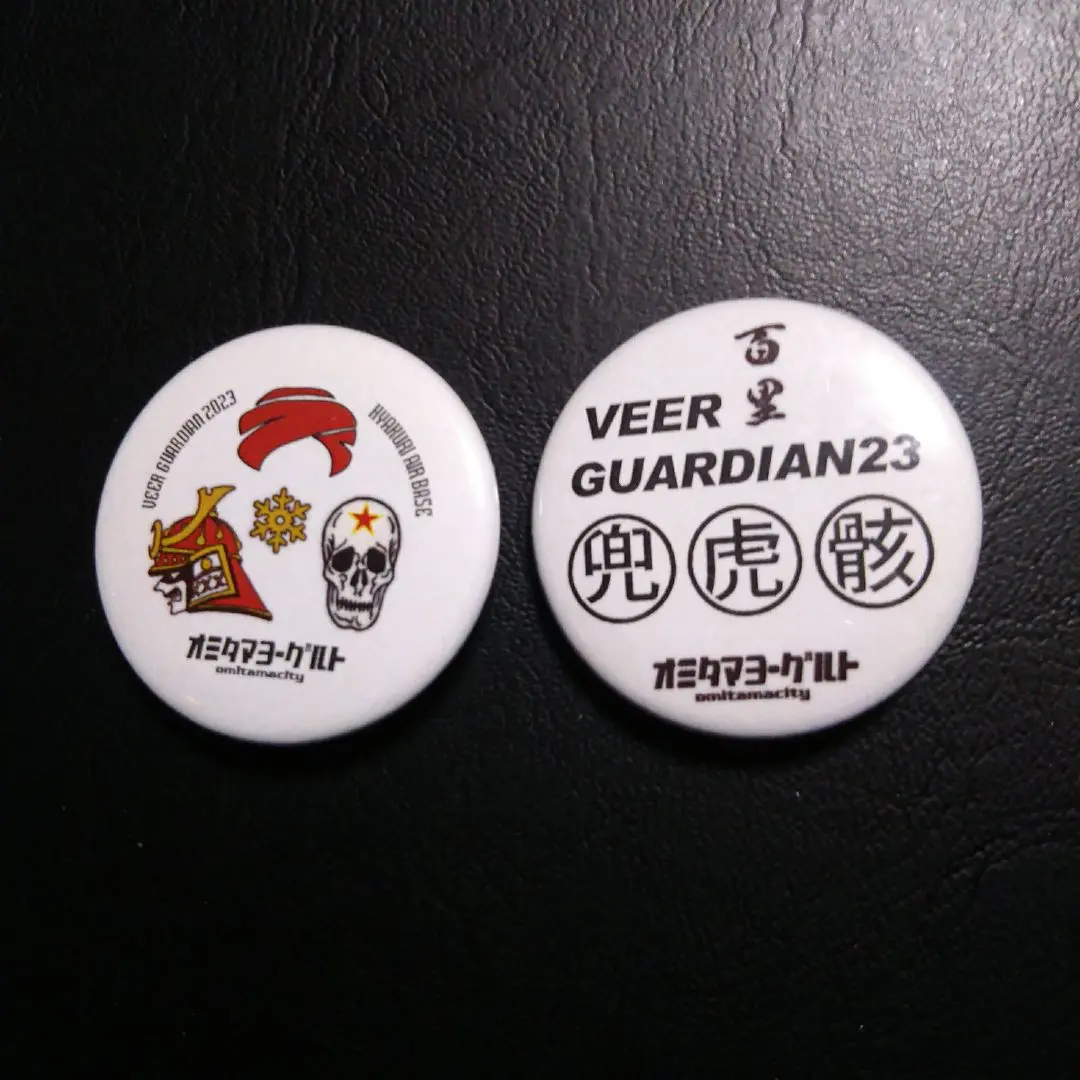 VEER GUARDIAN 2023
HYAKURI AIR BASE
XXX
オミタマヨーグルト
omitamacity
百里
VEER
GUARDIAN23
兜 虎 骸
オミタマヨーグルト
omitamacity